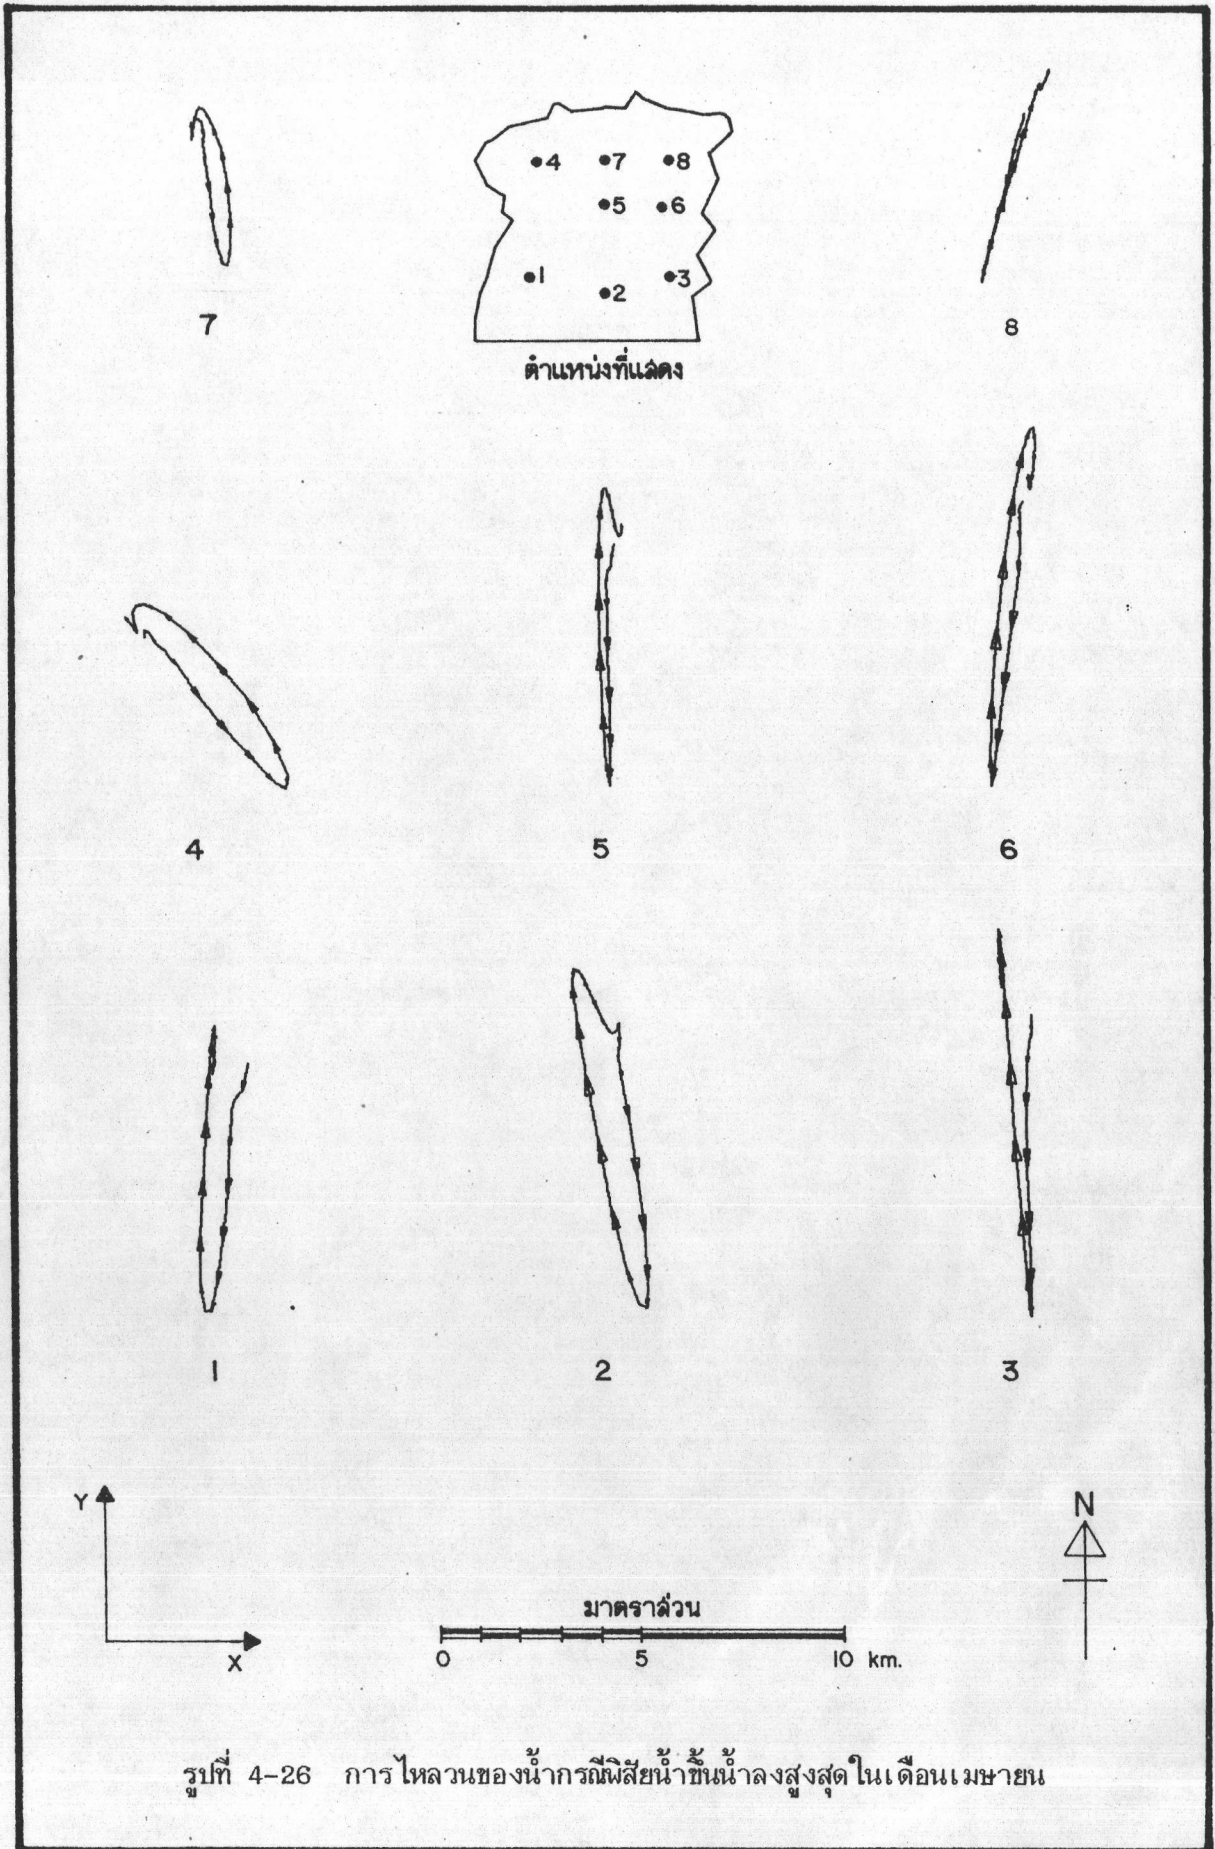 4 7 8
5 6
1 2 3
ตำแหน่งที่แสดง
7 8
4 5 6
1 2 3
Y
X
N
มาตราส่วน
0 5 10 km.
รูปที่ 4-26 การไหลวนของน้ำกรณีพิสัยน้ำขึ้นน้ำลงสูงสุดในเดือนเมษายน